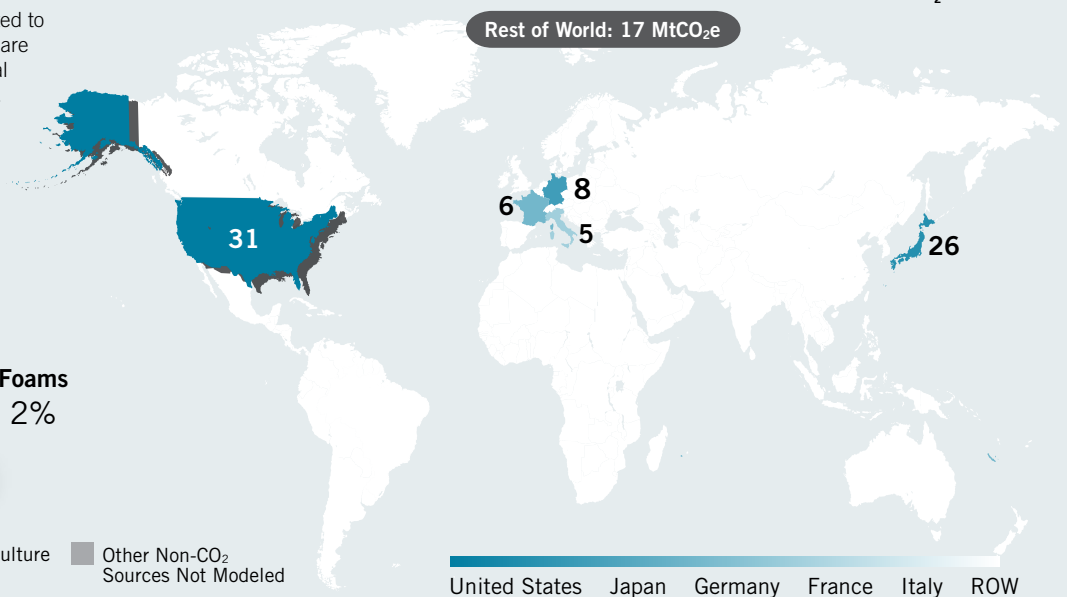 2
ed to
are
Rest of World: 17 MtCO₂e
31
6
8
5
26
Foams
2%
ulture
Other Non-CO₂
Sources Not Modeled
United States Japan Germany France Italy ROW